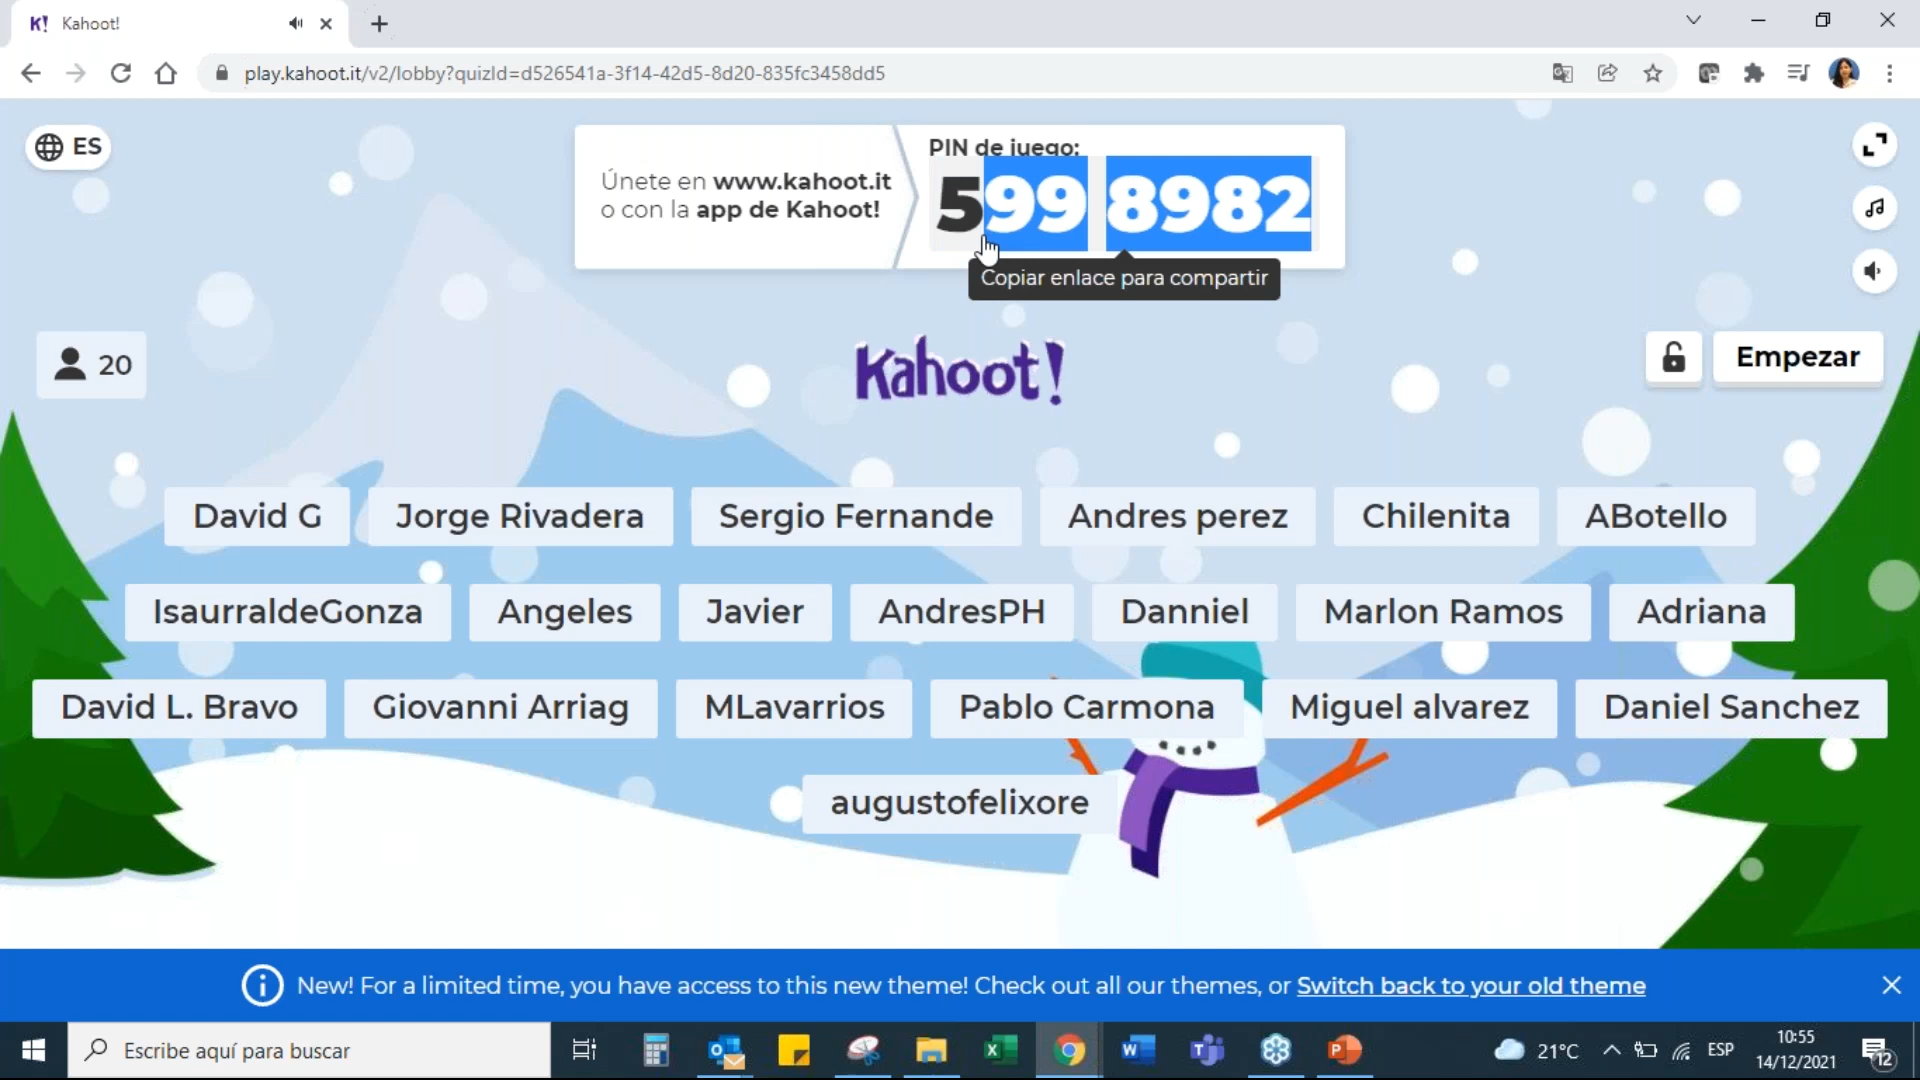 Kahoot!
play.kahoot.it/v2/lobby?quizId=d526541a-3f14-42d5-8d20-835fc3458dd5
ES
Únete en www.kahoot.it
o con la app de Kahoot!
PIN de juego:
599 8982
Copiar enlace para compartir
20
Kahoot!
Empezar
David G
Jorge Rivadera
Sergio Fernande
Andres perez
Chilenita
ABotello
IsaurraldeGonza
Angeles
Javier
AndresPH
Danniel
Marlon Ramos
Adriana
David L. Bravo
Giovanni Arriag
MLavarrios
Pablo Carmona
Miguel alvarez
Daniel Sanchez
augustofelixore
New! For a limited time, you have access to this new theme! Check out all our themes, or Switch back to your old theme
Escribe aquí para buscar
21°C
ESP
10:55
14/12/2021
12